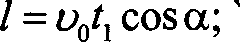 l = υ₀t₁ cos α;